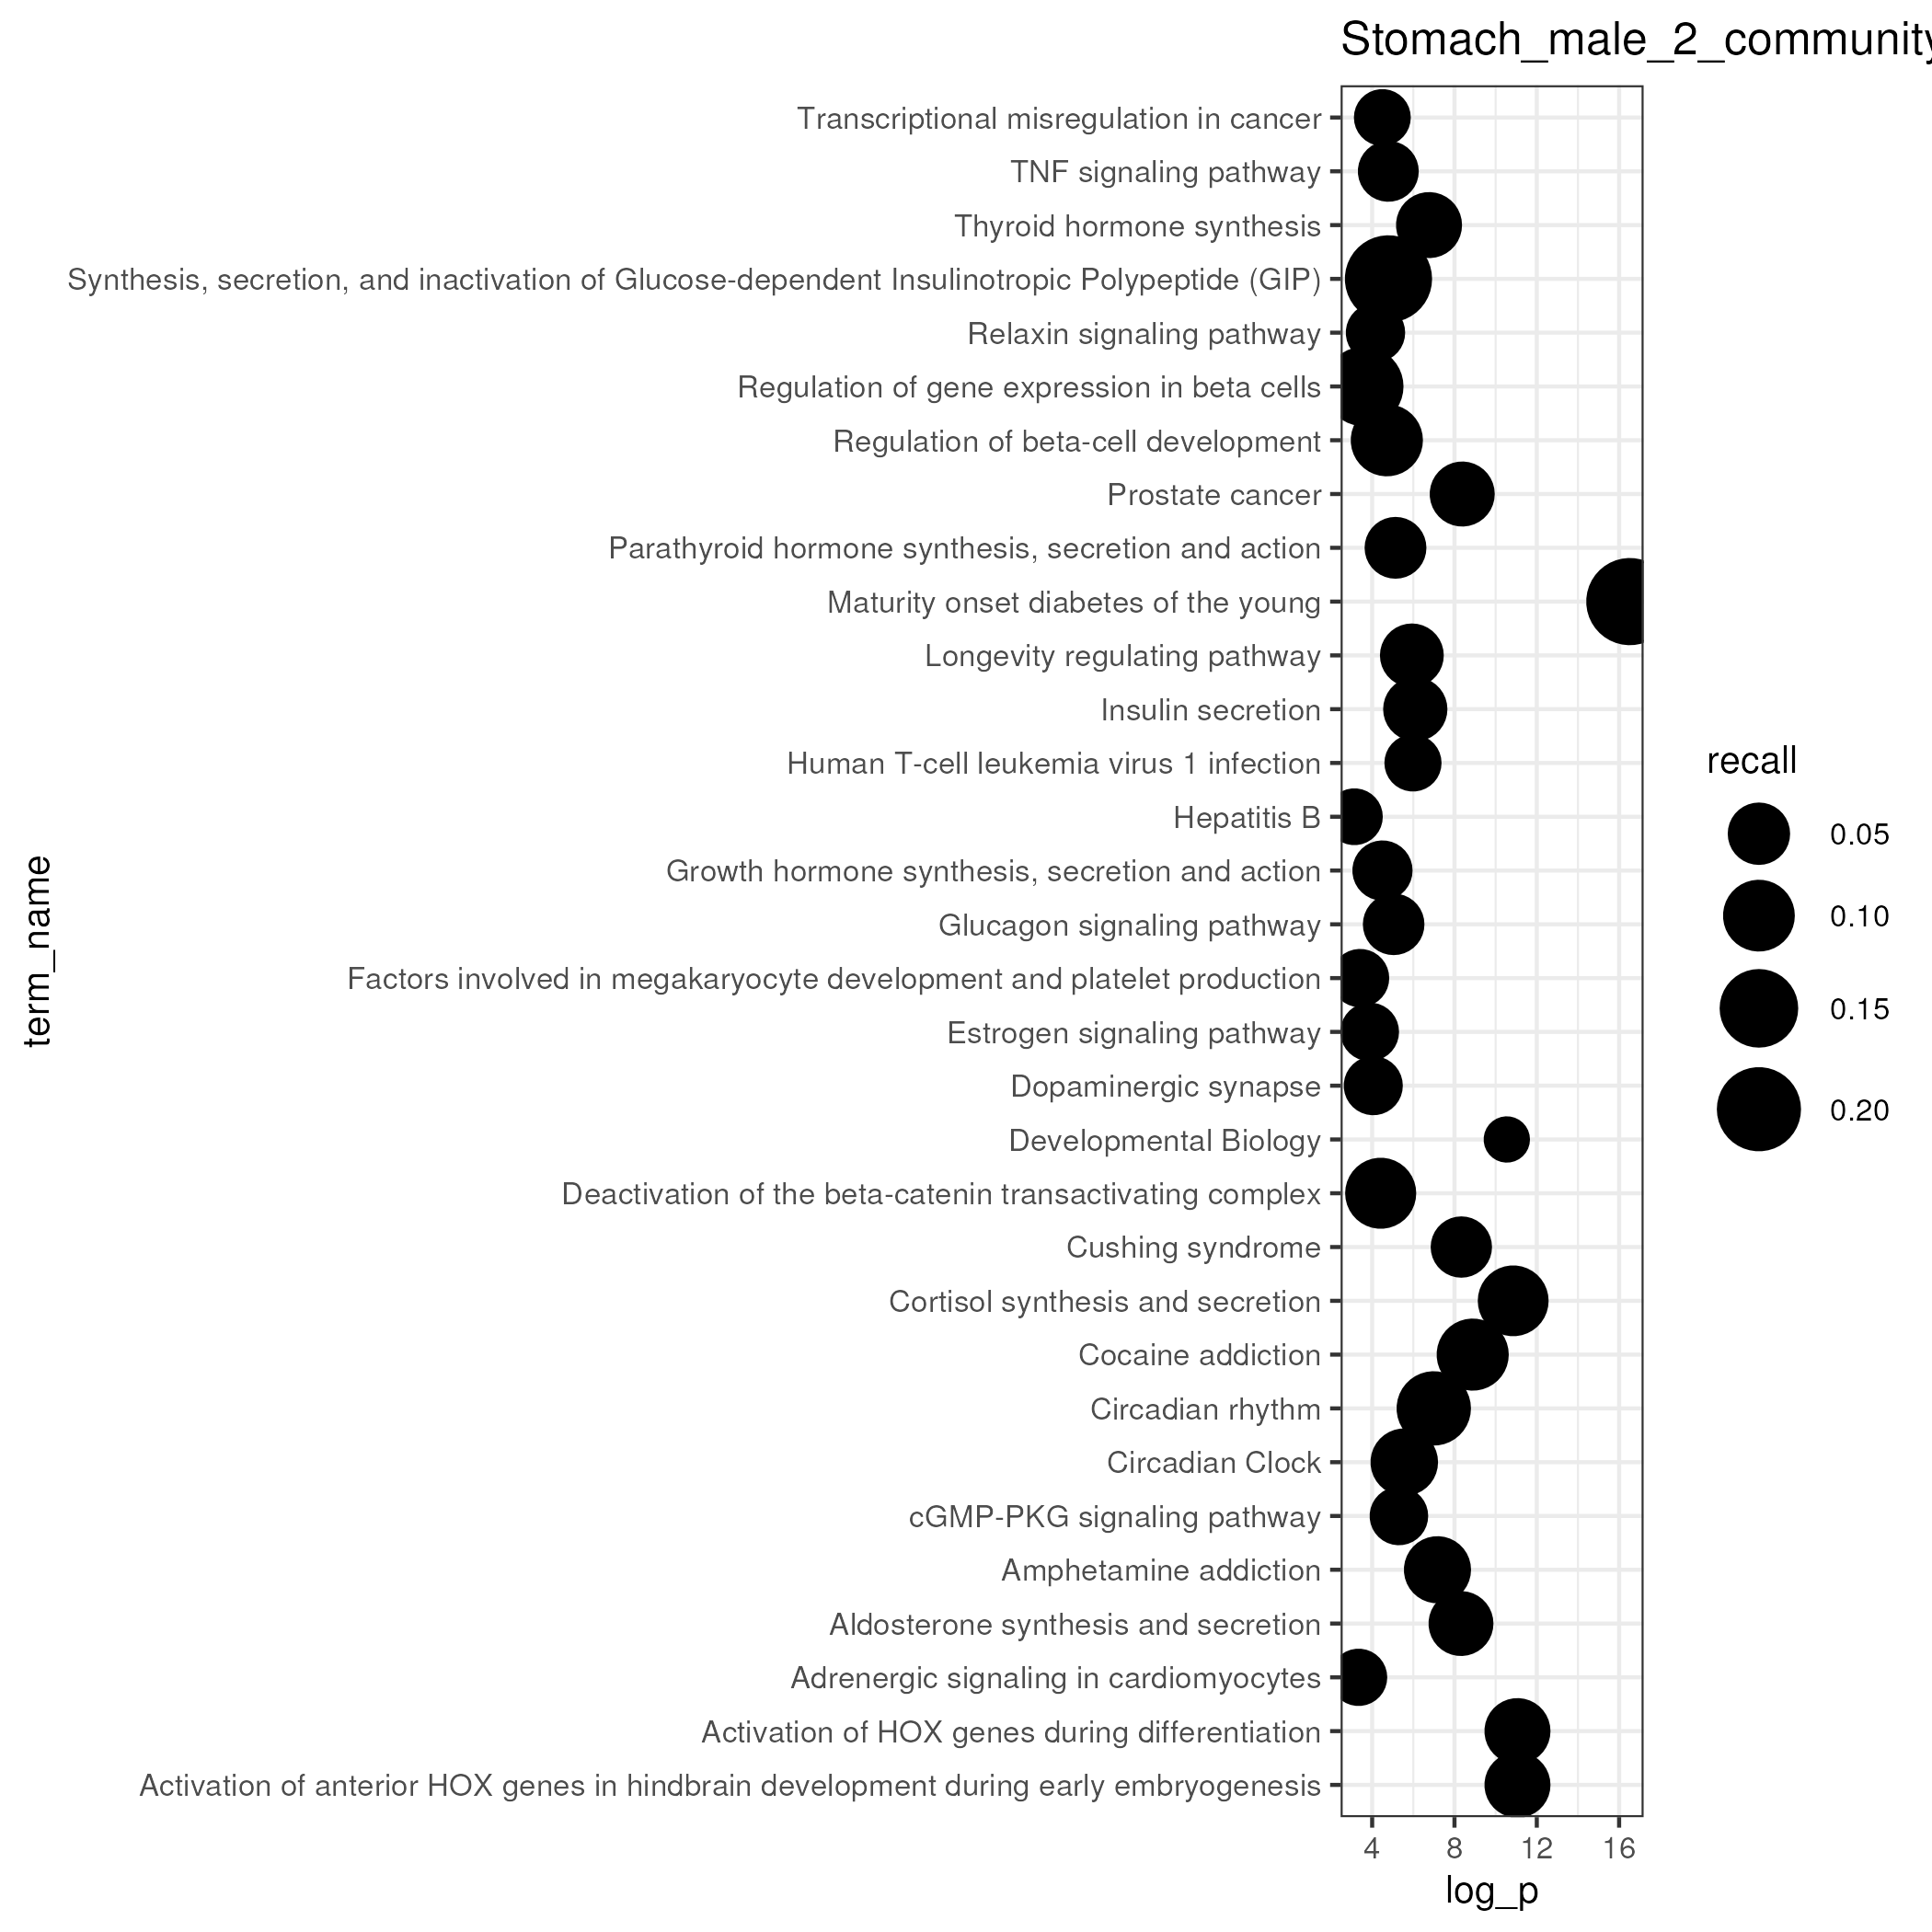 Stomach_male_2_community
Transcriptional misregulation in cancer
TNF signaling pathway
Thyroid hormone synthesis
Synthesis, secretion, and inactivation of Glucose-dependent Insulinotropic Polypeptide (GIP)
Relaxin signaling pathway
Regulation of gene expression in beta cells
Regulation of beta-cell development
Prostate cancer
Parathyroid hormone synthesis, secretion and action
Maturity onset diabetes of the young
Longevity regulating pathway
Insulin secretion
Human T-cell leukemia virus 1 infection
Hepatitis B
Growth hormone synthesis, secretion and action
Glucagon signaling pathway
Factors involved in megakaryocyte development and platelet production
Estrogen signaling pathway
Dopaminergic synapse
Developmental Biology
Deactivation of the beta-catenin transactivating complex
Cushing syndrome
Cortisol synthesis and secretion
Cocaine addiction
Circadian rhythm
Circadian Clock
cGMP-PKG signaling pathway
Amphetamine addiction
Aldosterone synthesis and secretion
Adrenergic signaling in cardiomyocytes
Activation of HOX genes during differentiation
Activation of anterior HOX genes in hindbrain development during early embryogenesis
term_name
4 8 12 16
log_p
recall
0.05
0.10
0.15
0.20